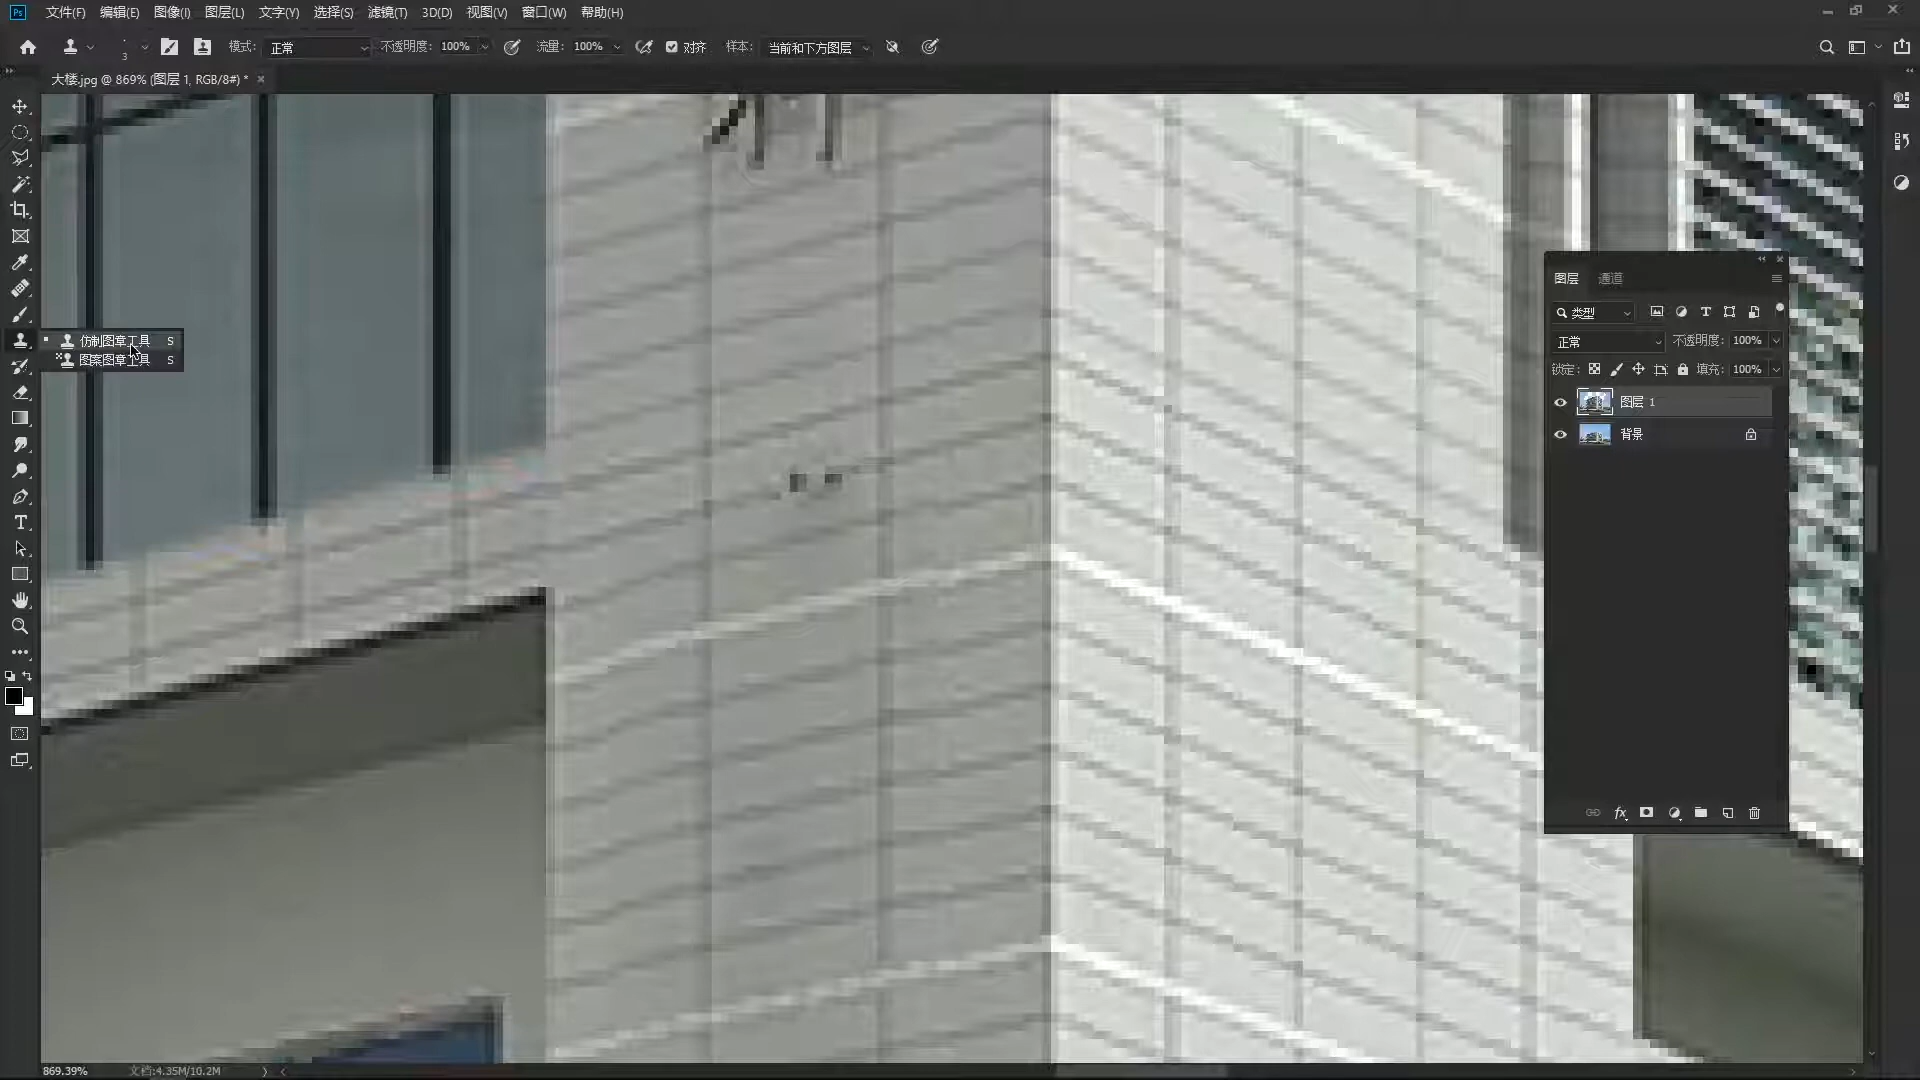 Ps 文件(F) 编辑(E) 图像(I) 图层(L) 文字(Y) 选择(S) 滤镜(T) 3D(D) 视图(V) 窗口(W) 帮助(H)
3 模式: 正常 不透明度: 100% 流量: 100% 对齐 样本: 当前和下方图层
大楼.jpg @ 869% (图层 1, RGB/8#) *
图层 通道
类型
仿制图章工具 S
正常 不透明度: 100%
图案图章工具 S
锁定: 填充: 100%
图层 1
背景
fx
869.39% 文档:4.35M/10.2M